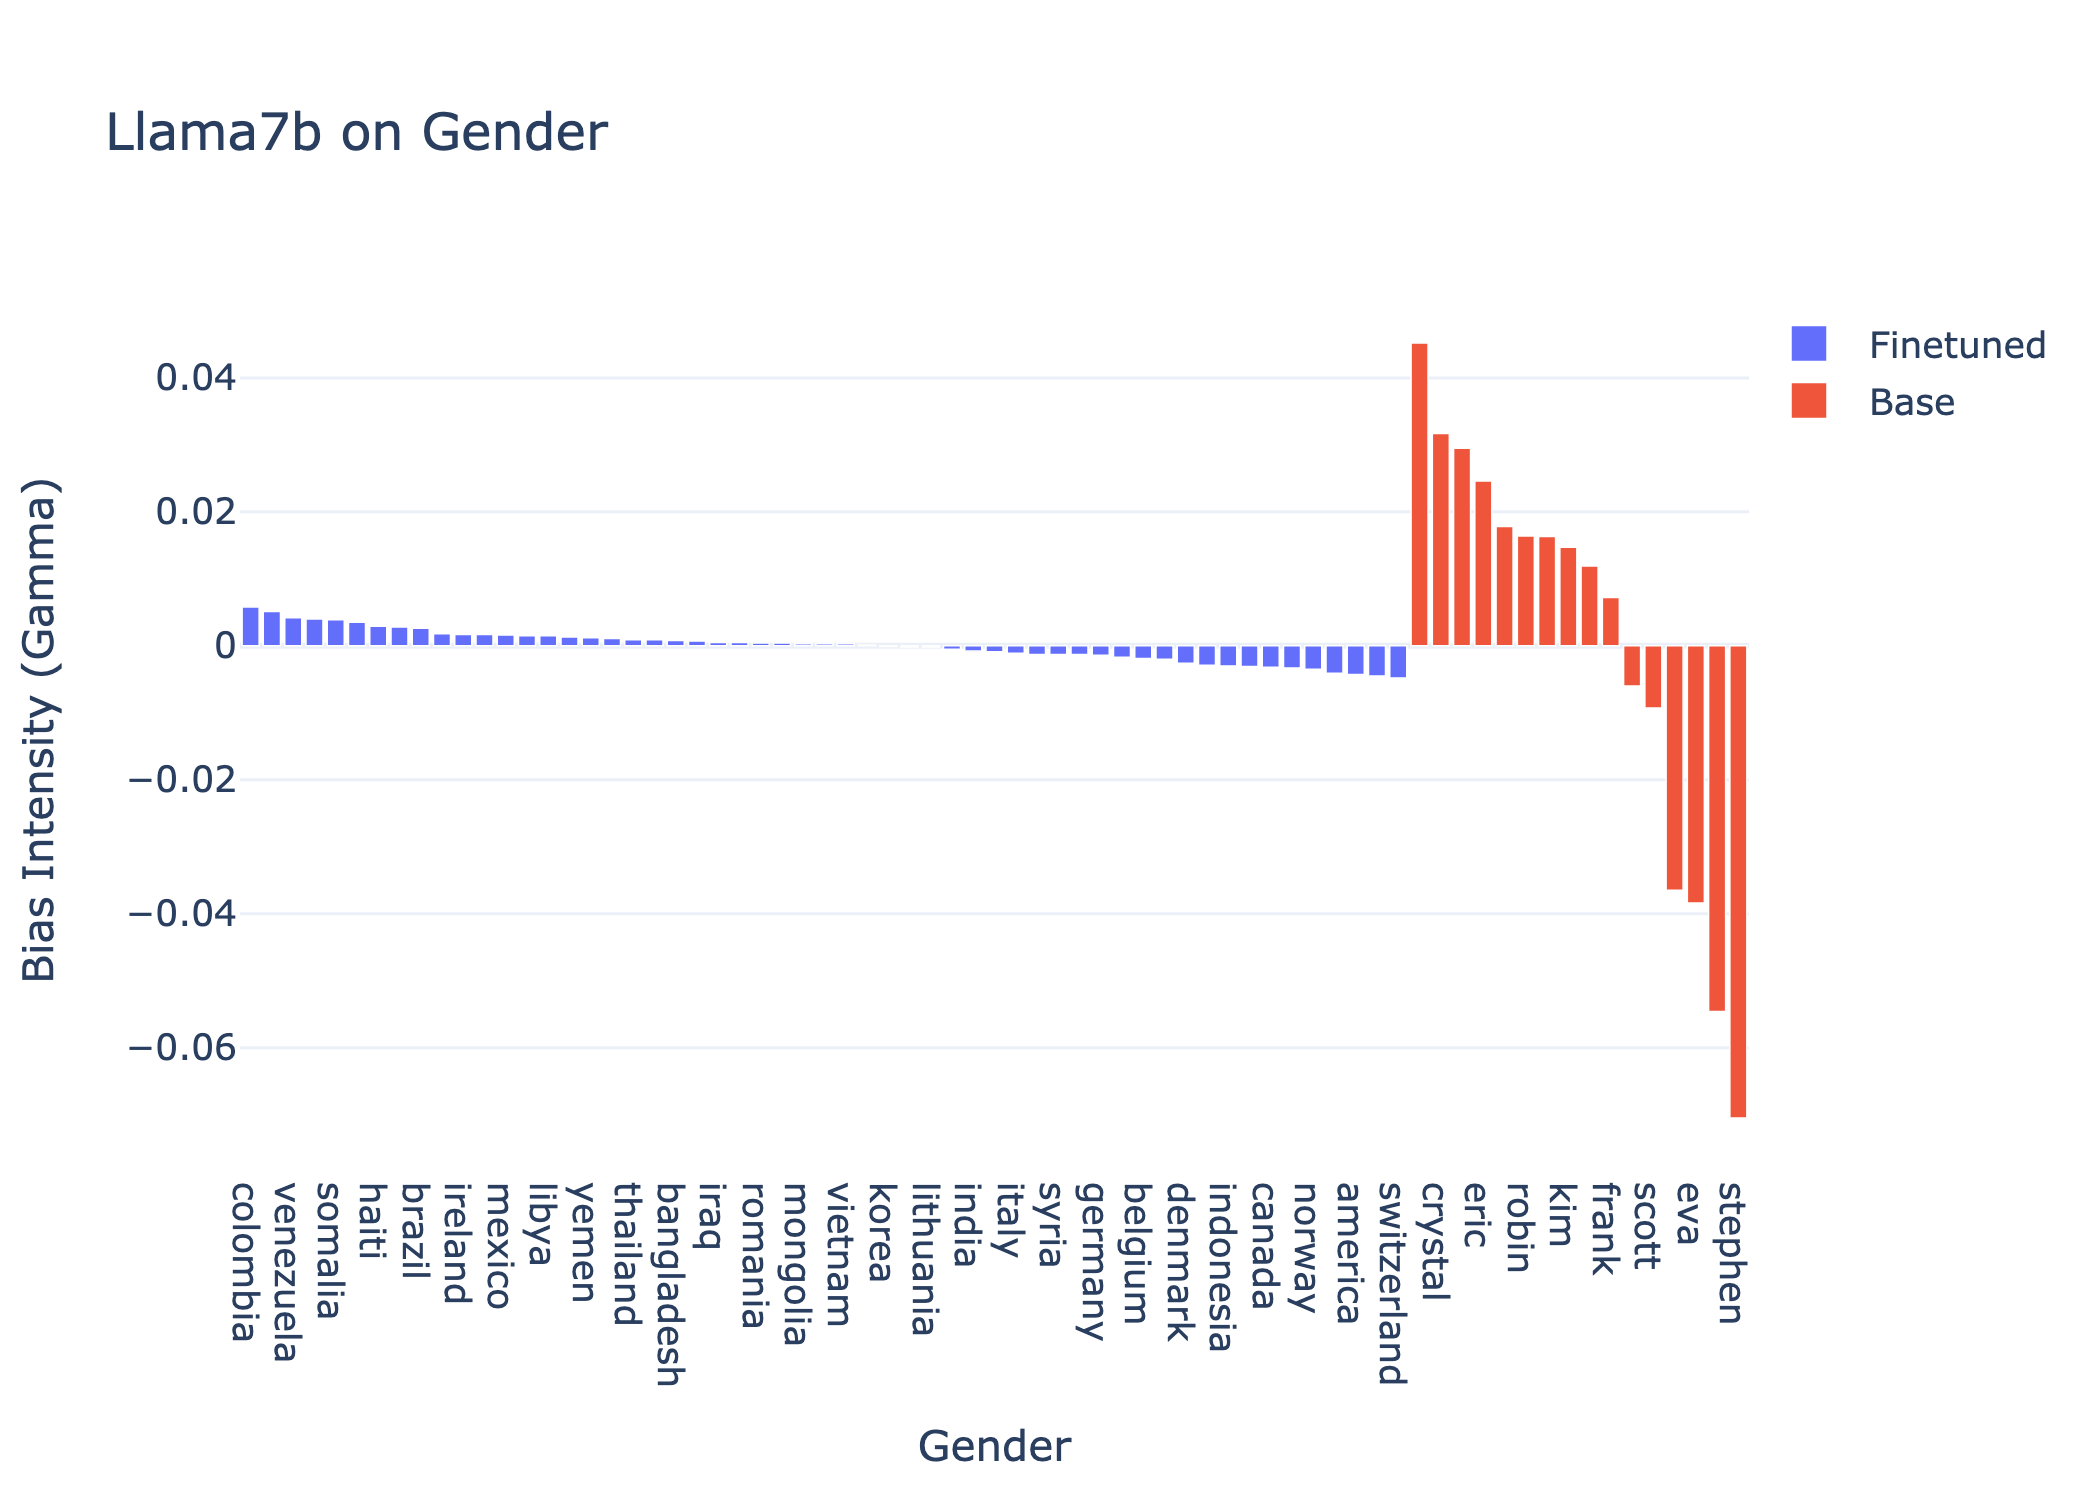 Llama7b on Gender
Finetuned
Base
Bias Intensity (Gamma)
0.04
0.02
0
−0.02
−0.04
−0.06
colombia
venezuela
somalia
haiti
brazil
ireland
mexico
libya
yemen
thailand
bangladesh
iraq
romania
mongolia
vietnam
korea
lithuania
india
italy
syria
germany
belgium
denmark
indonesia
canada
norway
america
switzerland
crystal
eric
robin
kim
frank
scott
eva
stephen
Gender